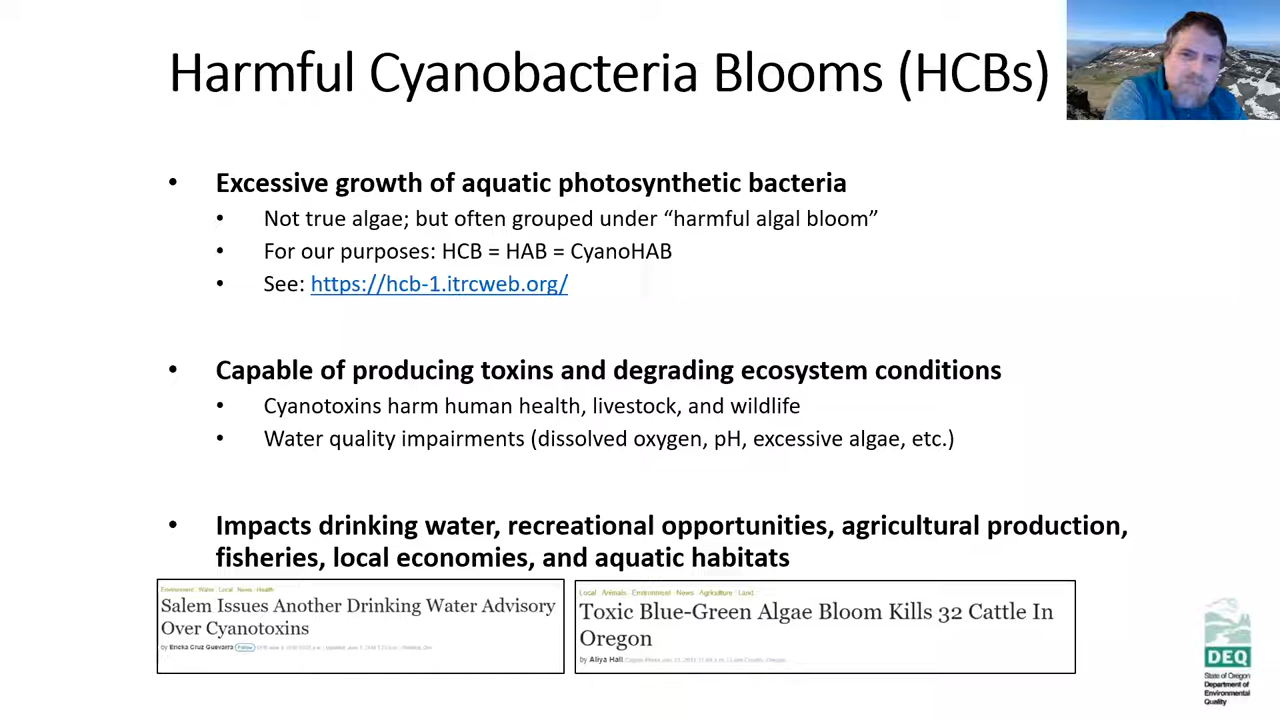 Harmful Cyanobacteria Blooms (HCBs)
• Excessive growth of aquatic photosynthetic bacteria
• Not true algae; but often grouped under “harmful algal bloom”
• For our purposes: HCB = HAB = CyanoHAB
• See: https://hcb-1.itrcweb.org/
• Capable of producing toxins and degrading ecosystem conditions
• Cyanotoxins harm human health, livestock, and wildlife
• Water quality impairments (dissolved oxygen, pH, excessive algae, etc.)
• Impacts drinking water, recreational opportunities, agricultural production,
fisheries, local economies, and aquatic habitats
Environment Water Local News Health
Salem Issues Another Drinking Water Advisory
Over Cyanotoxins
by Ericka Cruz Guevarra Follow
Local Animals Environment News Agriculture Land
Toxic Blue-Green Algae Bloom Kills 32 Cattle In
Oregon
by Aliya Hall
DEQ
State of Oregon
Department of
Environmental
Quality